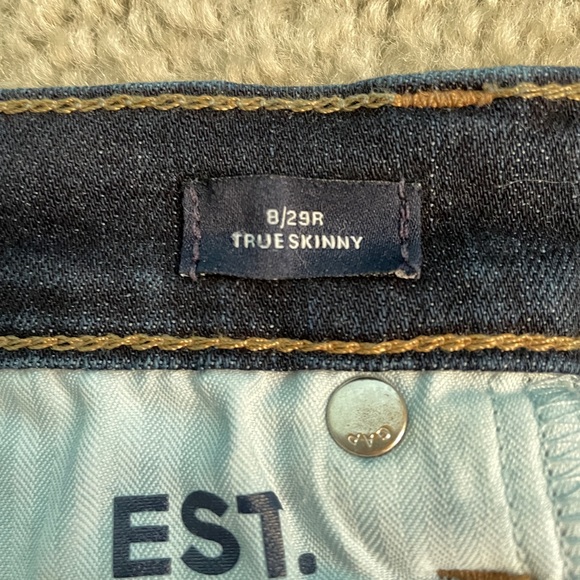 8/29R
TRUE SKINNY
GAP
EST.